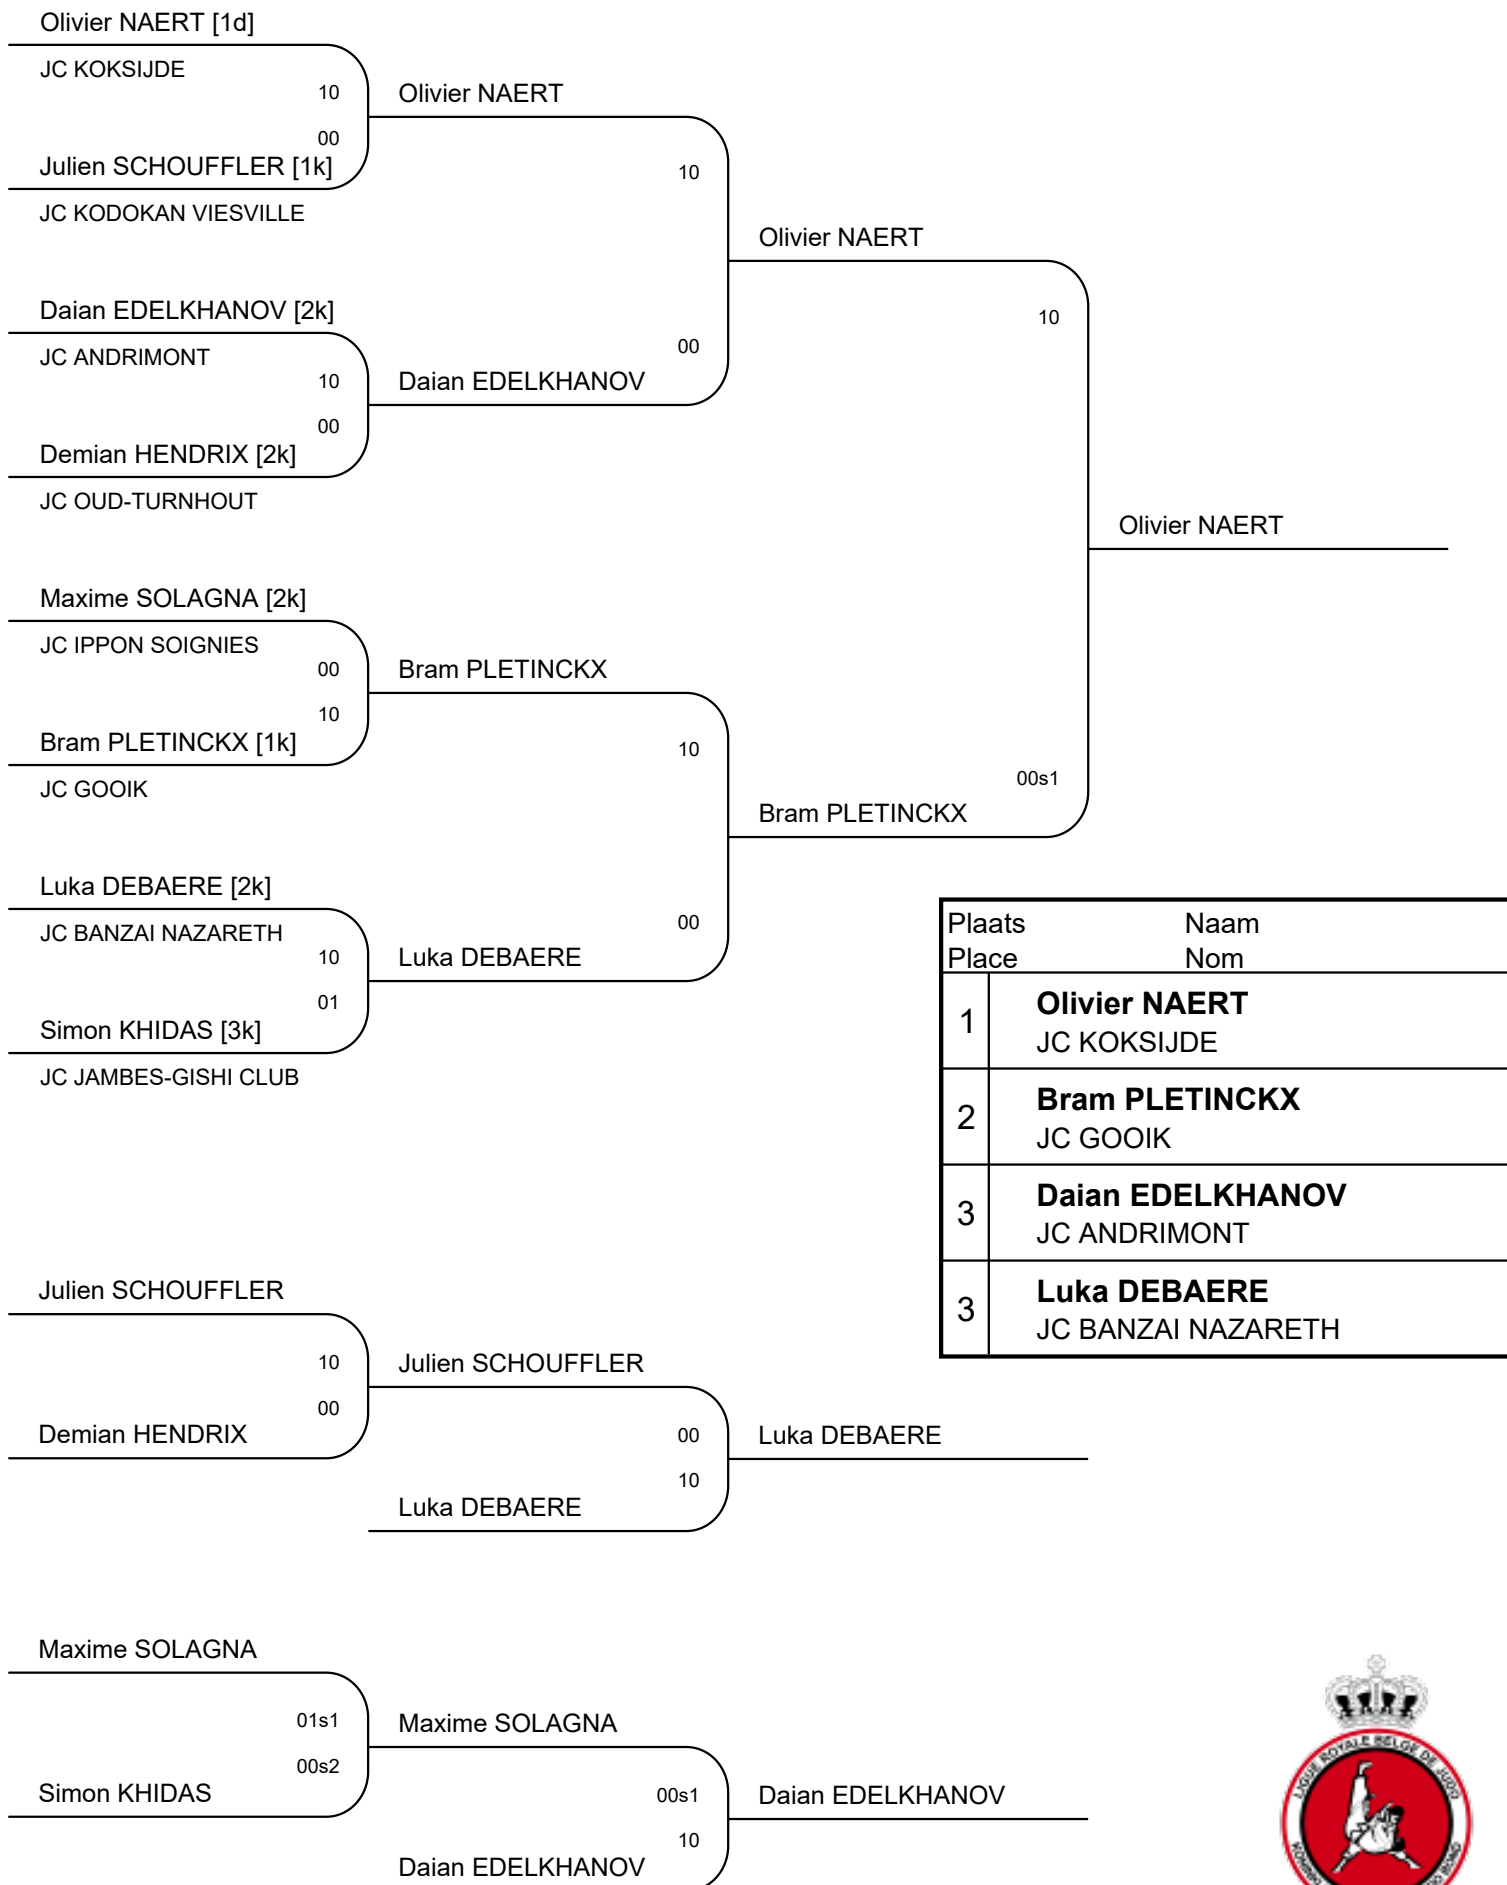 Olivier NAERT [1d]
JC KOKSIJDE
10
00
Julien SCHOUFFLER [1k]
JC KODOKAN VIESVILLE
Olivier NAERT
10
00
Daian EDELKHANOV
Daian EDELKHANOV [2k]
JC ANDRIMONT
10
00
Demian HENDRIX [2k]
JC OUD-TURNHOUT
Olivier NAERT
10
00s1
Bram PLETINCKX
Olivier NAERT
Maxime SOLAGNA [2k]
JC IPPON SOIGNIES
00
10
Bram PLETINCKX [1k]
JC GOOIK
Bram PLETINCKX
10
00
Luka DEBAERE
Luka DEBAERE [2k]
JC BANZAI NAZARETH
10
01
Simon KHIDAS [3k]
JC JAMBES-GISHI CLUB
Plaats Naam
Place Nom
1 Olivier NAERT
JC KOKSIJDE
2 Bram PLETINCKX
JC GOOIK
3 Daian EDELKHANOV
JC ANDRIMONT
3 Luka DEBAERE
JC BANZAI NAZARETH
Julien SCHOUFFLER
10
00
Demian HENDRIX
Julien SCHOUFFLER
00
10
Luka DEBAERE
Luka DEBAERE
Maxime SOLAGNA
01s1
00s2
Simon KHIDAS
Maxime SOLAGNA
00s1
10
Daian EDELKHANOV
Daian EDELKHANOV
LIGUE ROYALE BELGE DE JUDO